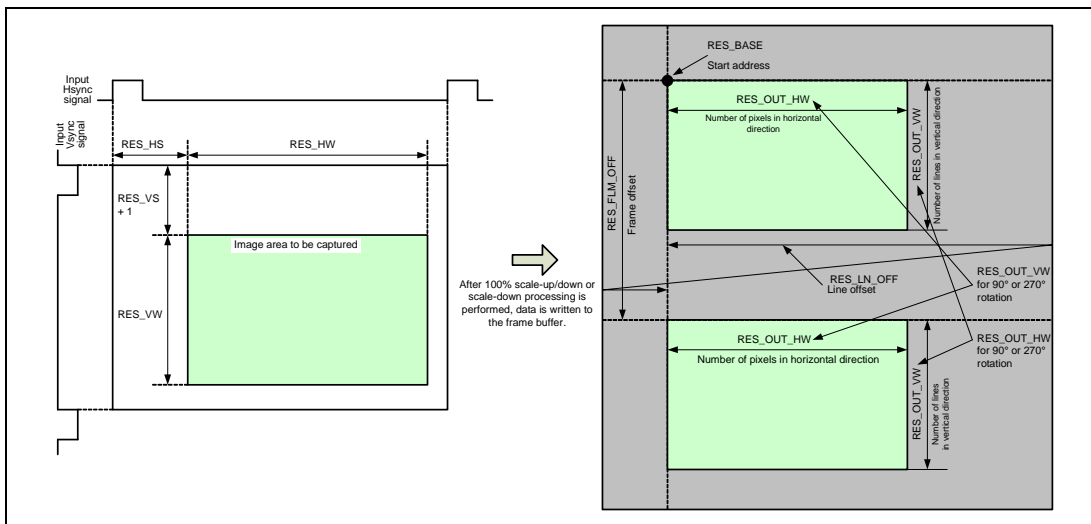 Input
Hsync
signal
Input
Vsync
signal
RES_HS
RES_HW
RES_VS
+ 1
Image area to be captured
RES_VW
After 100% scale-up/down or
scale-down processing is
performed, data is written to
the frame buffer.
RES_BASE
Start address
RES_OUT_HW
Number of pixels in horizontal
direction
RES_OUT_VW
Number of lines in vertical direction
RES_FLM_OFF
Frame offset
RES_LN_OFF
Line offset
RES_OUT_VW
for 90° or 270°
rotation
RES_OUT_HW
Number of pixels in horizontal direction
RES_OUT_VW
Number of lines
in vertical direction
RES_OUT_HW
for 90° or 270°
rotation